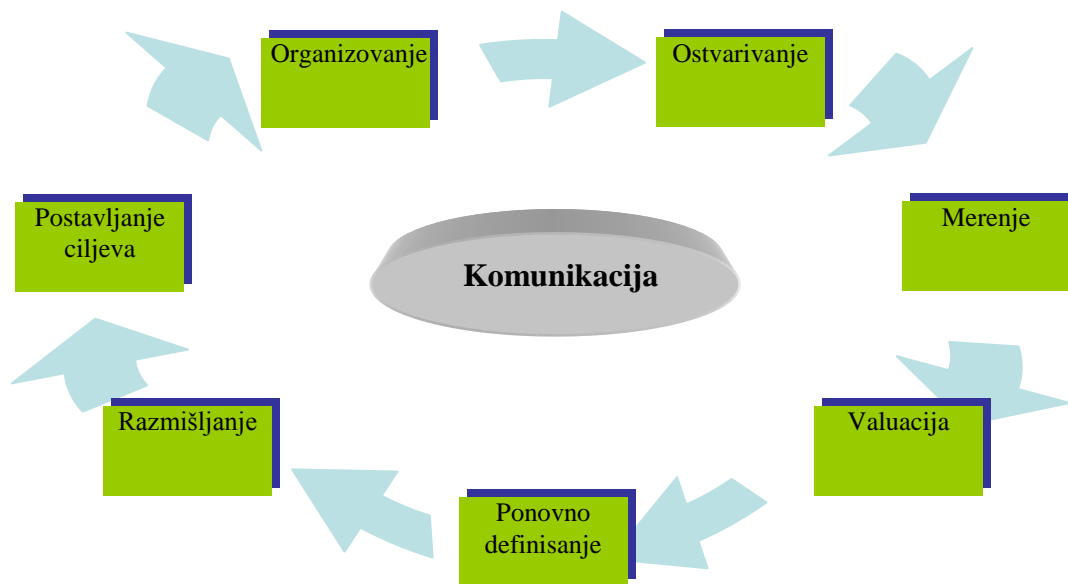 Organizovanje
Ostvarivanje
Postavljanje
ciljeva
Merenje
Komunikacija
Razmišljanje
Valuacija
Ponovno
definisanje